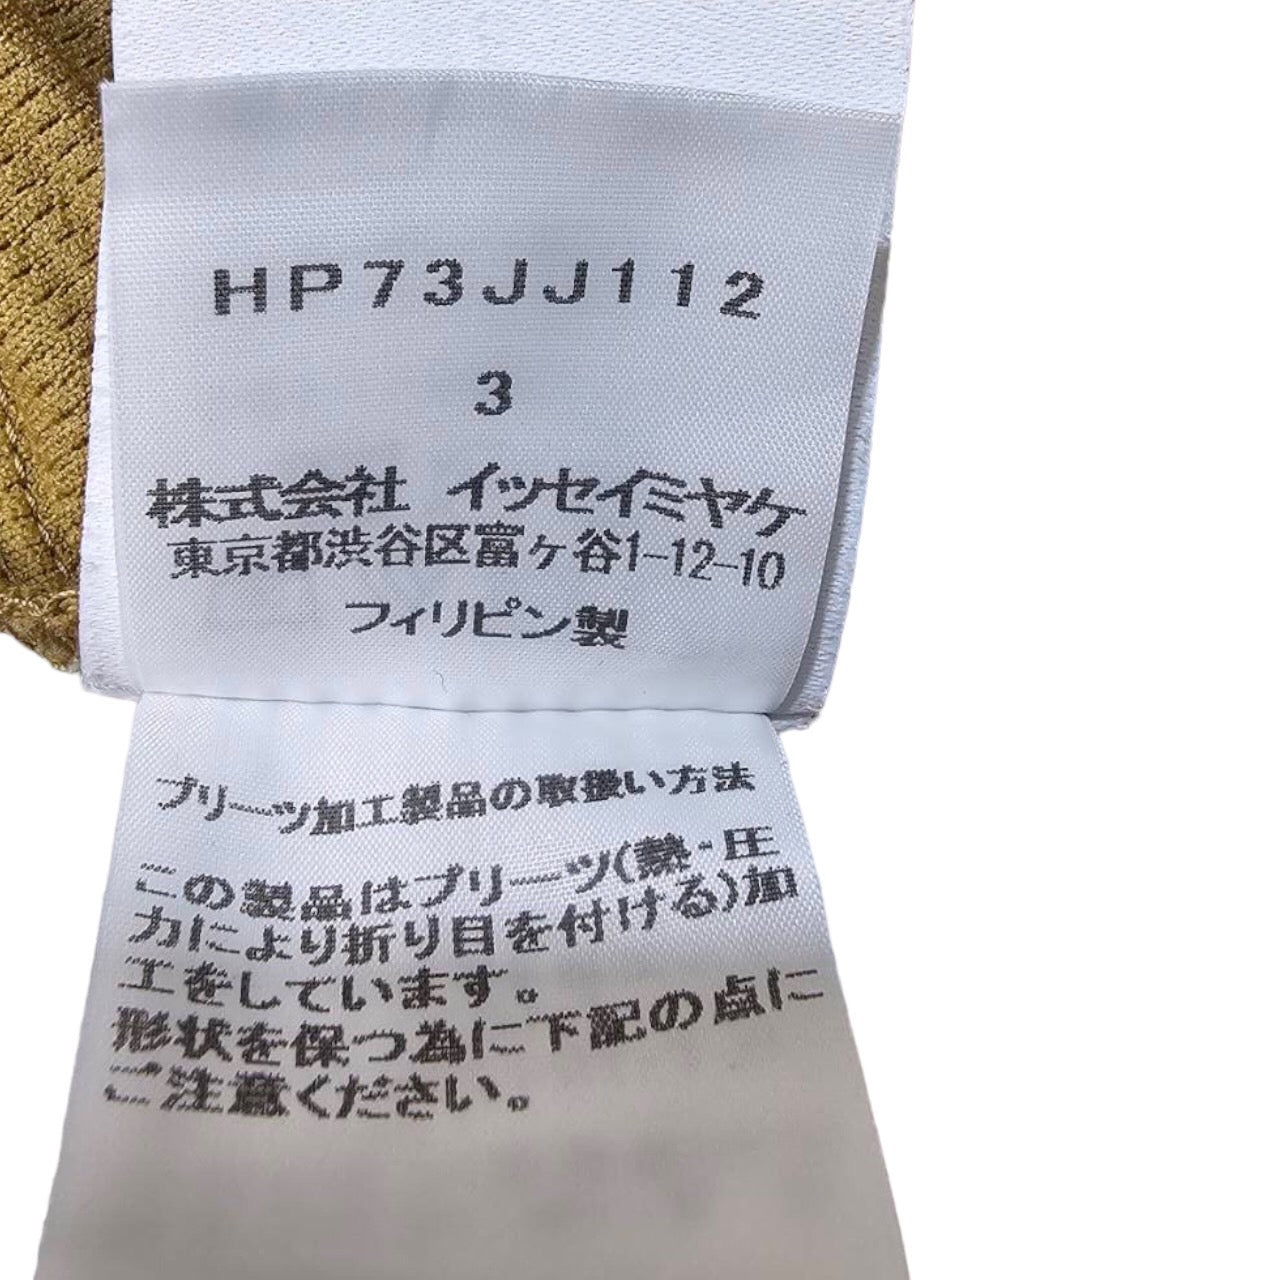 HP73JJ112
3
株式会社 イッセイミヤケ
東京都渋谷区富ヶ谷1-12-10
フィリピン製
プリーツ加工製品の取扱い方法
この製品はプリーツ(熱・圧
力により折り目を付ける)加
工をしています。
形状を保つ為に下記の点に
ご注意ください。